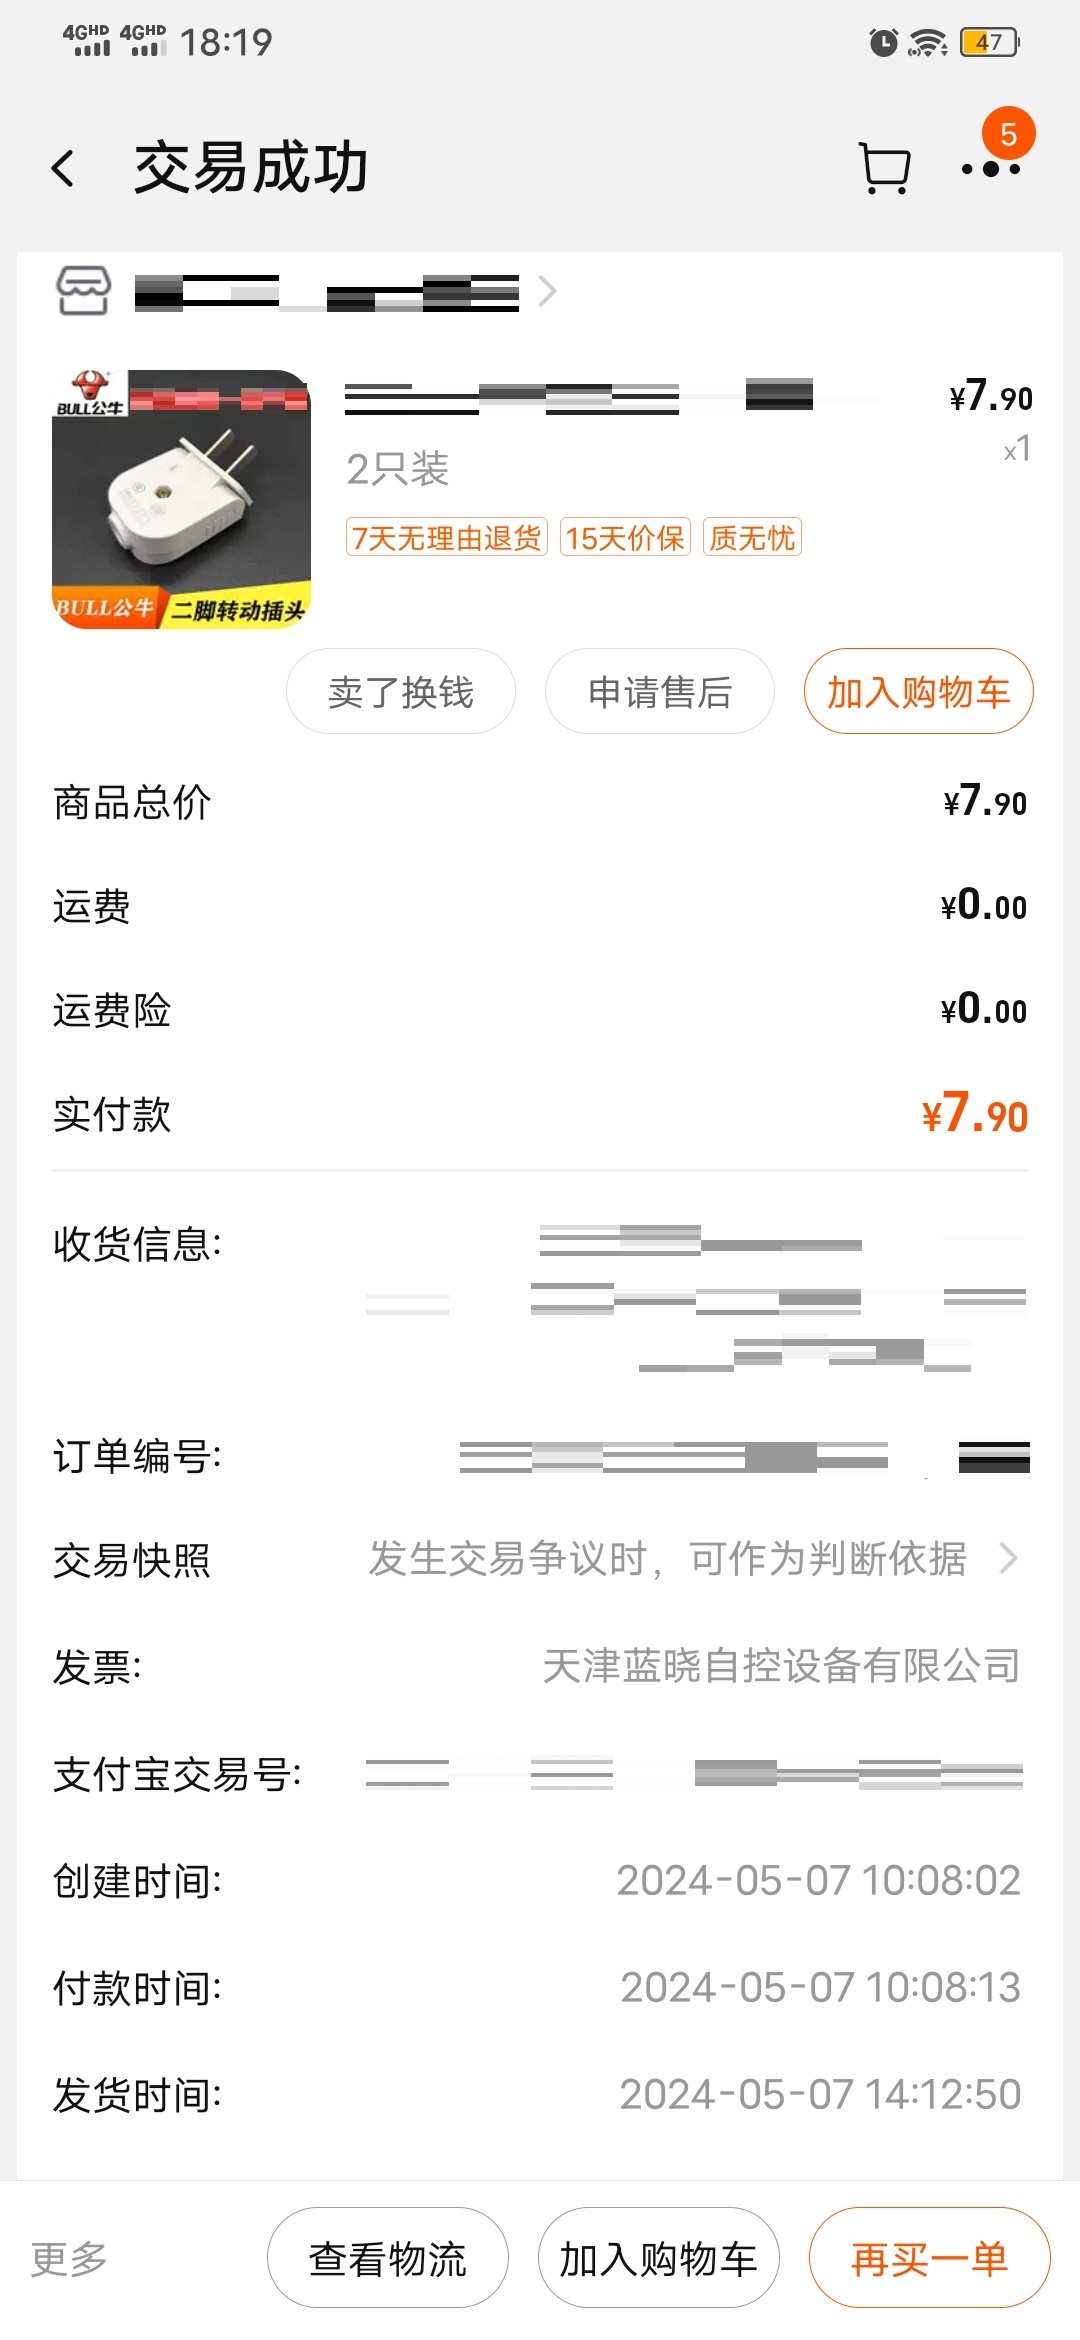 4GHD 4GHD 18:19 47
交易成功
5
BULL公牛
¥7.90
2只装
x1
7天无理由退货 15天价保 质无忧
BULL公牛 二脚转动插头
卖了换钱 申请售后 加入购物车
商品总价 ¥7.90
运费 ¥0.00
运费险 ¥0.00
实付款 ¥7.90
收货信息:
订单编号:
交易快照 发生交易争议时，可作为判断依据
发票: 天津蓝晓自控设备有限公司
支付宝交易号:
创建时间: 2024-05-07 10:08:02
付款时间: 2024-05-07 10:08:13
发货时间: 2024-05-07 14:12:50
更多 查看物流 加入购物车 再买一单